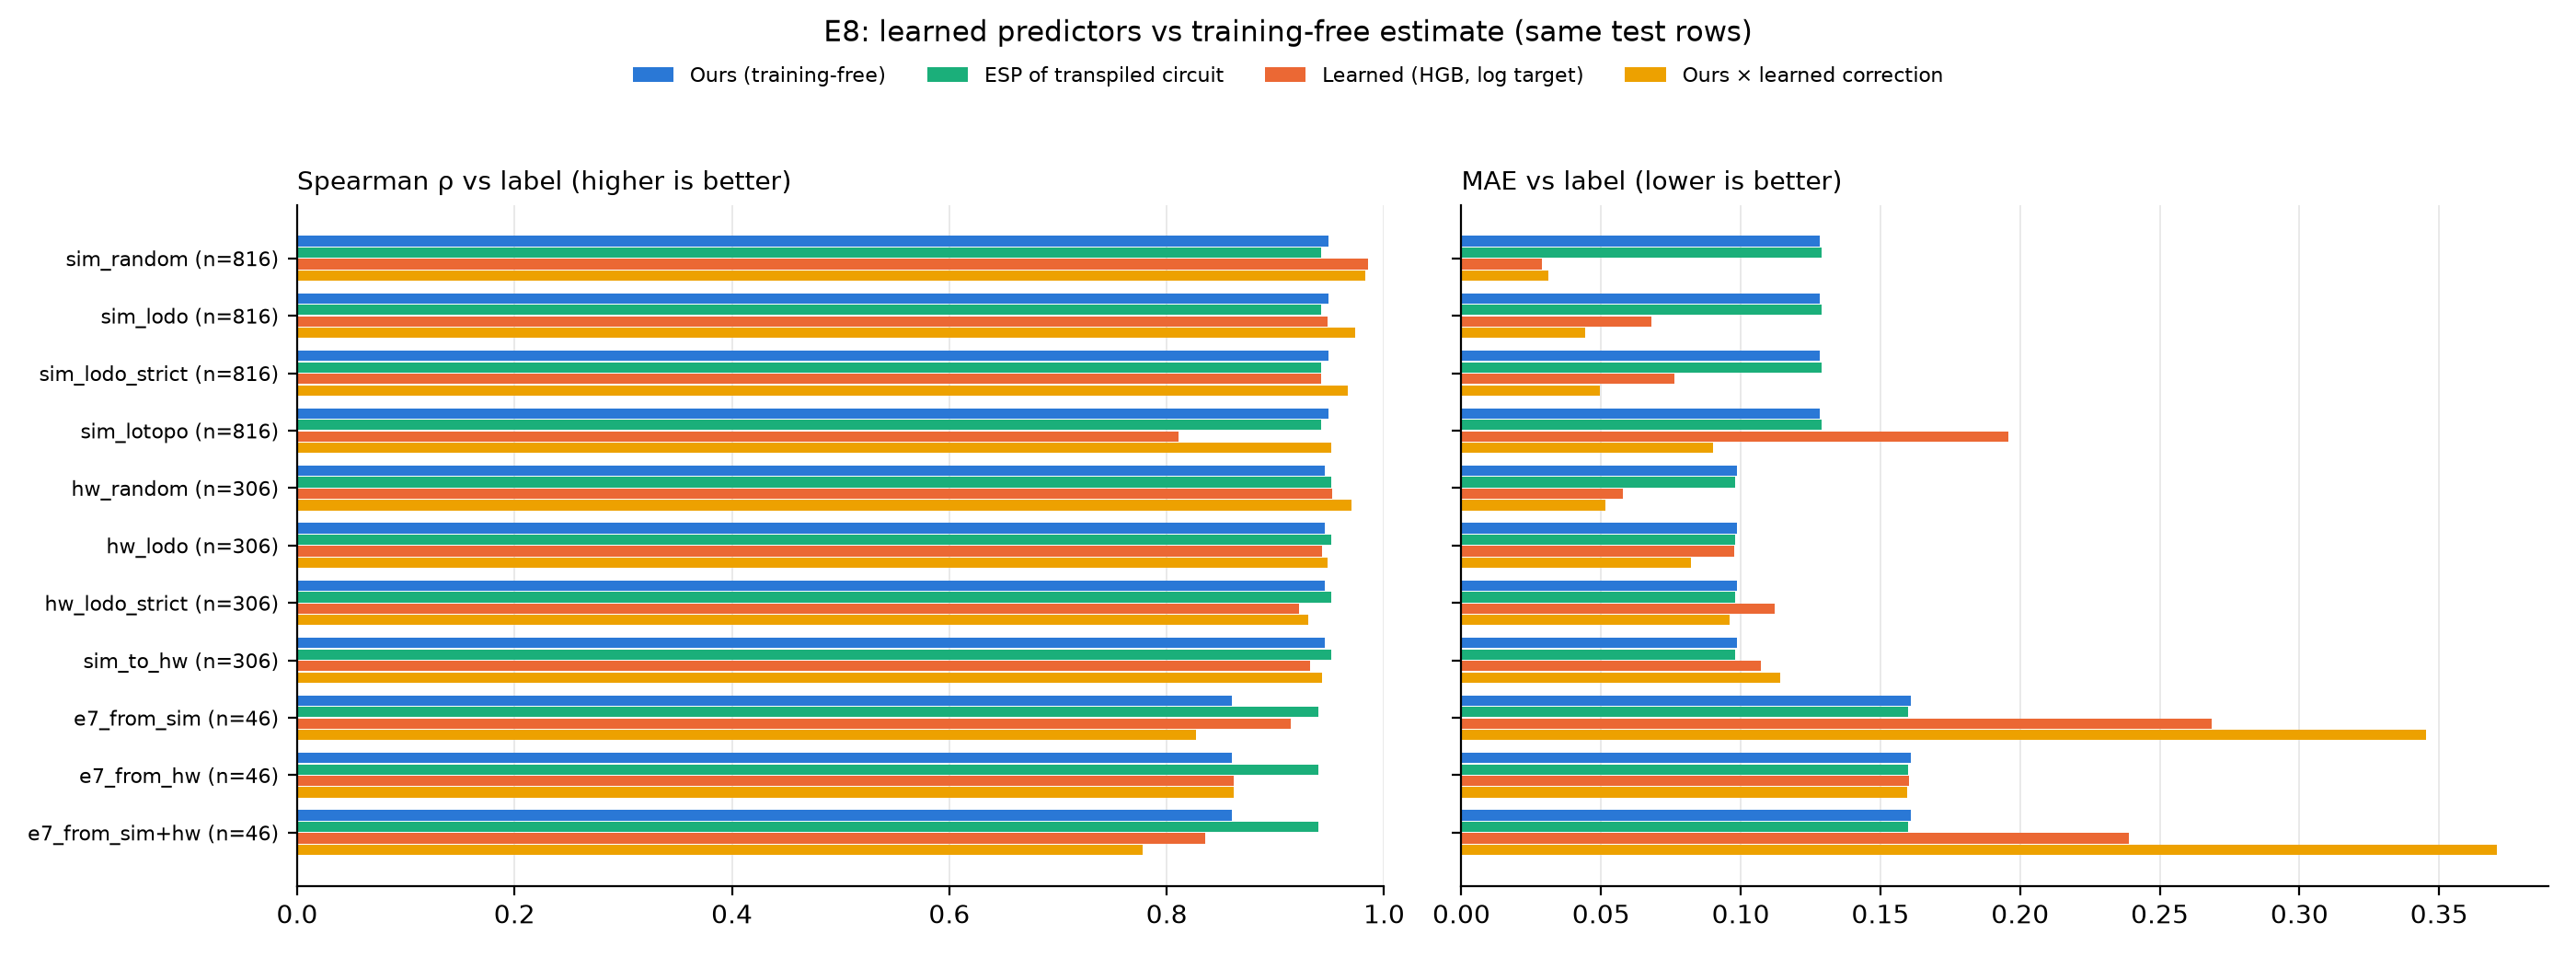 E8: learned predictors vs training-free estimate (same test rows)
Ours (training-free)   ESP of transpiled circuit   Learned (HGB, log target)   Ours × learned correction
Spearman ρ vs label (higher is better)
MAE vs label (lower is better)
sim_random (n=816)
sim_lodo (n=816)
sim_lodo_strict (n=816)
sim_lotopo (n=816)
hw_random (n=306)
hw_lodo (n=306)
hw_lodo_strict (n=306)
sim_to_hw (n=306)
e7_from_sim (n=46)
e7_from_hw (n=46)
e7_from_sim+hw (n=46)
0.0 0.2 0.4 0.6 0.8 1.0
0.00 0.05 0.10 0.15 0.20 0.25 0.30 0.35